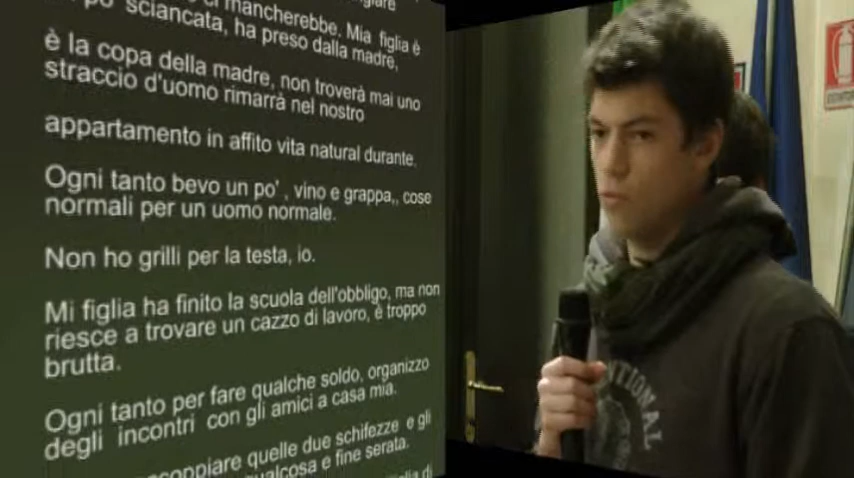 ci mancherebbe. Mia figlia è
sciancata, ha preso dalla madre,
è la copa della madre, non troverà mai uno
straccio d'uomo rimarrà nel nostro
appartamento in affito vita natural durante.
Ogni tanto bevo un po' , vino e grappa,, cose
normali per un uomo normale.
Non ho grilli per la testa, io.
Mi figlia ha finito la scuola dell'obbligo, ma non
riesce a trovare un cazzo di lavoro, è troppo
brutta.
Ogni tanto per fare qualche soldo, organizzo
degli incontri con gli amici a casa mia.
quelle due schifezze e gli
e fine serata.